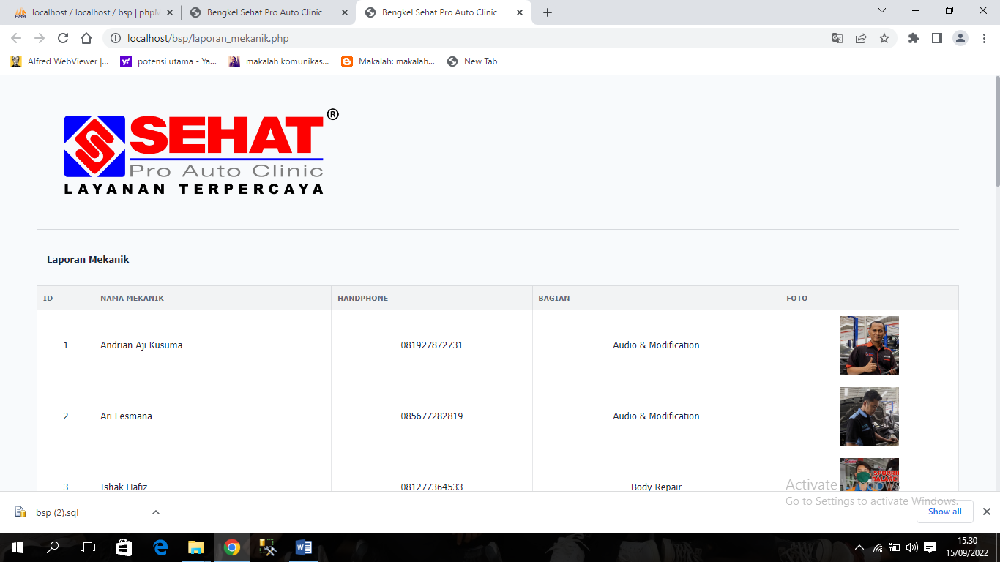 localhost / localhost / bsp | phpM
Bengkel Sehat Pro Auto Clinic
Bengkel Sehat Pro Auto Clinic
localhost/bsp/laporan_mekanik.php
Alfred WebViewer |...
potensi utama - Ya...
makalah komunikas...
Makalah: makalah...
New Tab
SEHAT ®
Pro Auto Clinic
LAYANAN TERPERCAYA
Laporan Mekanik
ID NAMA MEKANIK HANDPHONE BAGIAN FOTO
1 Andrian Aji Kusuma 081927872731 Audio & Modification
2 Ari Lesmana 085677282819 Audio & Modification
3 Ishak Hafiz 081277364533 Body Repair
Activate Windows
Go to Settings to activate Windows.
bsp (2).sql
Show all
15.30
15/09/2022